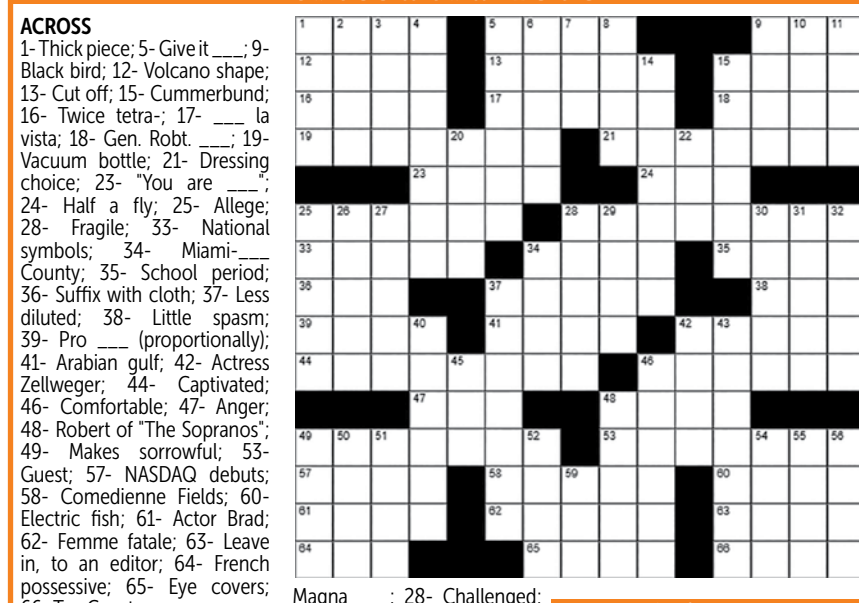 ACROSS
1- Thick piece; 5- Give it ___; 9-
Black bird; 12- Volcano shape;
13- Cut off; 15- Cummerbund;
16- Twice tetra-; 17- ___ la
vista; 18- Gen. Robt. ___; 19-
Vacuum bottle; 21- Dressing
choice; 23- "You are ___";
24- Half a fly; 25- Allege;
28- Fragile; 33- National
symbols; 34- Miami-___
County; 35- School period;
36- Suffix with cloth; 37- Less
diluted; 38- Little spasm;
39- Pro ___ (proportionally);
41- Arabian gulf; 42- Actress
Zellweger; 44- Captivated;
46- Comfortable; 47- Anger;
48- Robert of "The Sopranos";
49- Makes sorrowful; 53-
Guest; 57- NASDAQ debuts;
58- Comedienne Fields; 60-
Electric fish; 61- Actor Brad;
62- Femme fatale; 63- Leave
in, to an editor; 64- French
possessive; 65- Eye covers;
1 2 3 4 5 6 7 8 9 10 11
12 13 14 15
16 17 18
19 20 21 22
23 24
25 26 27 28 29 30 31 32
33 34 35
36 37 38
39 40 41 42 43
44 45 46
47 48
49 50 51 52 53 54 55 56
57 58 59 60
61 62 63
64 65 66
Magna ___; 28- Challenged;